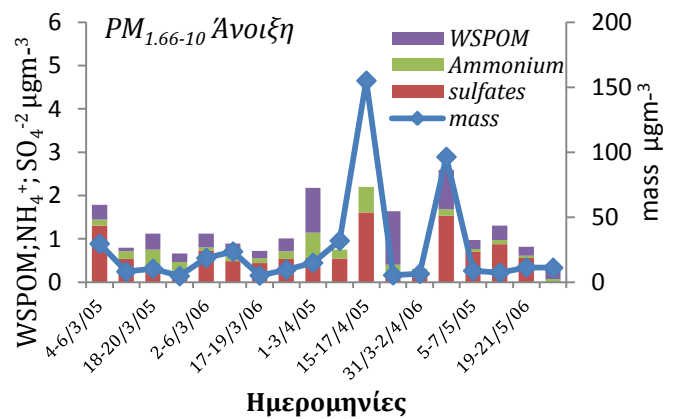 PM1.66-10 Άνοιξη
WSPOM
Ammonium
sulfates
mass
WSPOM;NH4+; SO4-2 μgm-3
6
5
4
3
2
1
0
200
150
100
50
0
mass μgm-3
4-6/3/05
18-20/3/05
2-6/3/06
17-19/3/06
1-3/4/05
15-17/4/05
31/3-2/4/06
5-7/5/05
19-21/5/06
Ημερομηνίες